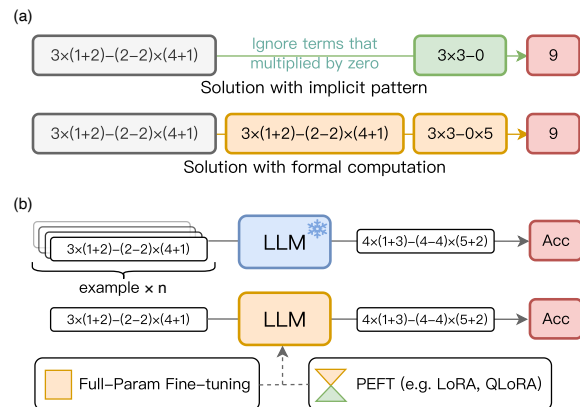 (a)
3×(1+2)−(2−2)×(4+1)
Ignore terms that
multiplied by zero
3×3−0
9
Solution with implicit pattern
3×(1+2)−(2−2)×(4+1)
3×(1+2)−(2−2)×(4+1)
3×3−0×5
9
Solution with formal computation
(b)
3×(1+2)−(2−2)×(4+1)
LLM
4×(1+3)−(4−4)×(5+2)
Acc
example × n
3×(1+2)−(2−2)×(4+1)
LLM
4×(1+3)−(4−4)×(5+2)
Acc
Full−Param Fine−tuning
PEFT (e.g. LoRA, QLoRA)